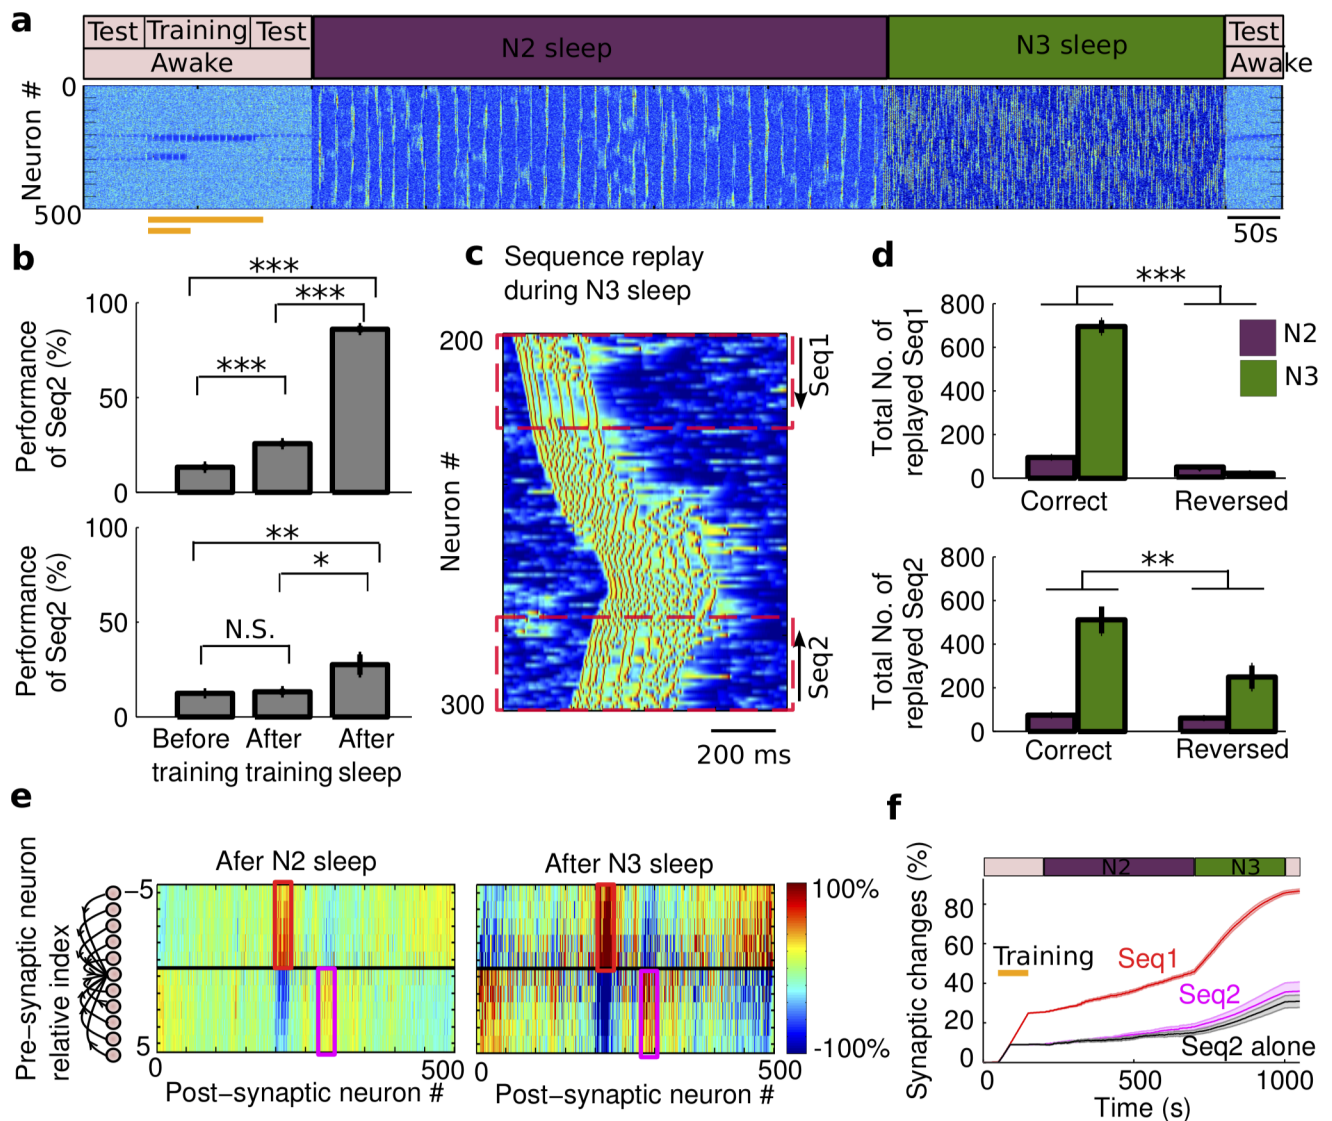 a
Test Training Test
Awake
N2 sleep
N3 sleep
Test
Awake
0
Neuron #
500
50s
b
Performance
of Seq2 (%)
100
50
0
***
***
***
Performance
of Seq2 (%)
100
50
0
**
*
N.S.
Before
training
After
training
After
sleep
c
Sequence replay
during N3 sleep
200
Neuron #
300
Seq1
Seq2
200 ms
d
Total No. of
replayed Seq1
800
600
400
200
0
***
N2
N3
Correct
Reversed
Total No. of
replayed Seq2
800
600
400
200
0
**
Correct
Reversed
e
Pre-synaptic neuron
relative index
-5
5
Afer N2 sleep
0
500
Post-synaptic neuron #
After N3 sleep
0
500
Post-synaptic neuron #
100%
-100%
f
Synaptic changes (%)
80
60
40
20
0
N2
N3
Training
Seq1
Seq2
Seq2 alone
0
500
1000
Time (s)